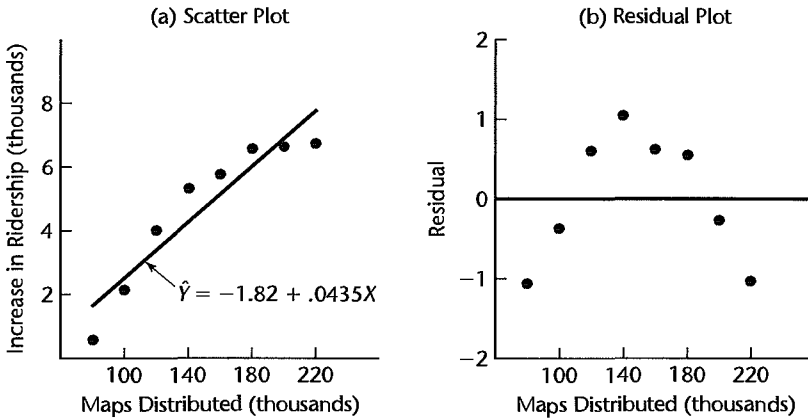 (a) Scatter Plot
Increase in Ridership (thousands)
8
6
4
2
Ŷ = −1.82 + .0435X
100 140 180 220
Maps Distributed (thousands)
(b) Residual Plot
Residual
2
1
0
−1
−2
100 140 180 220
Maps Distributed (thousands)